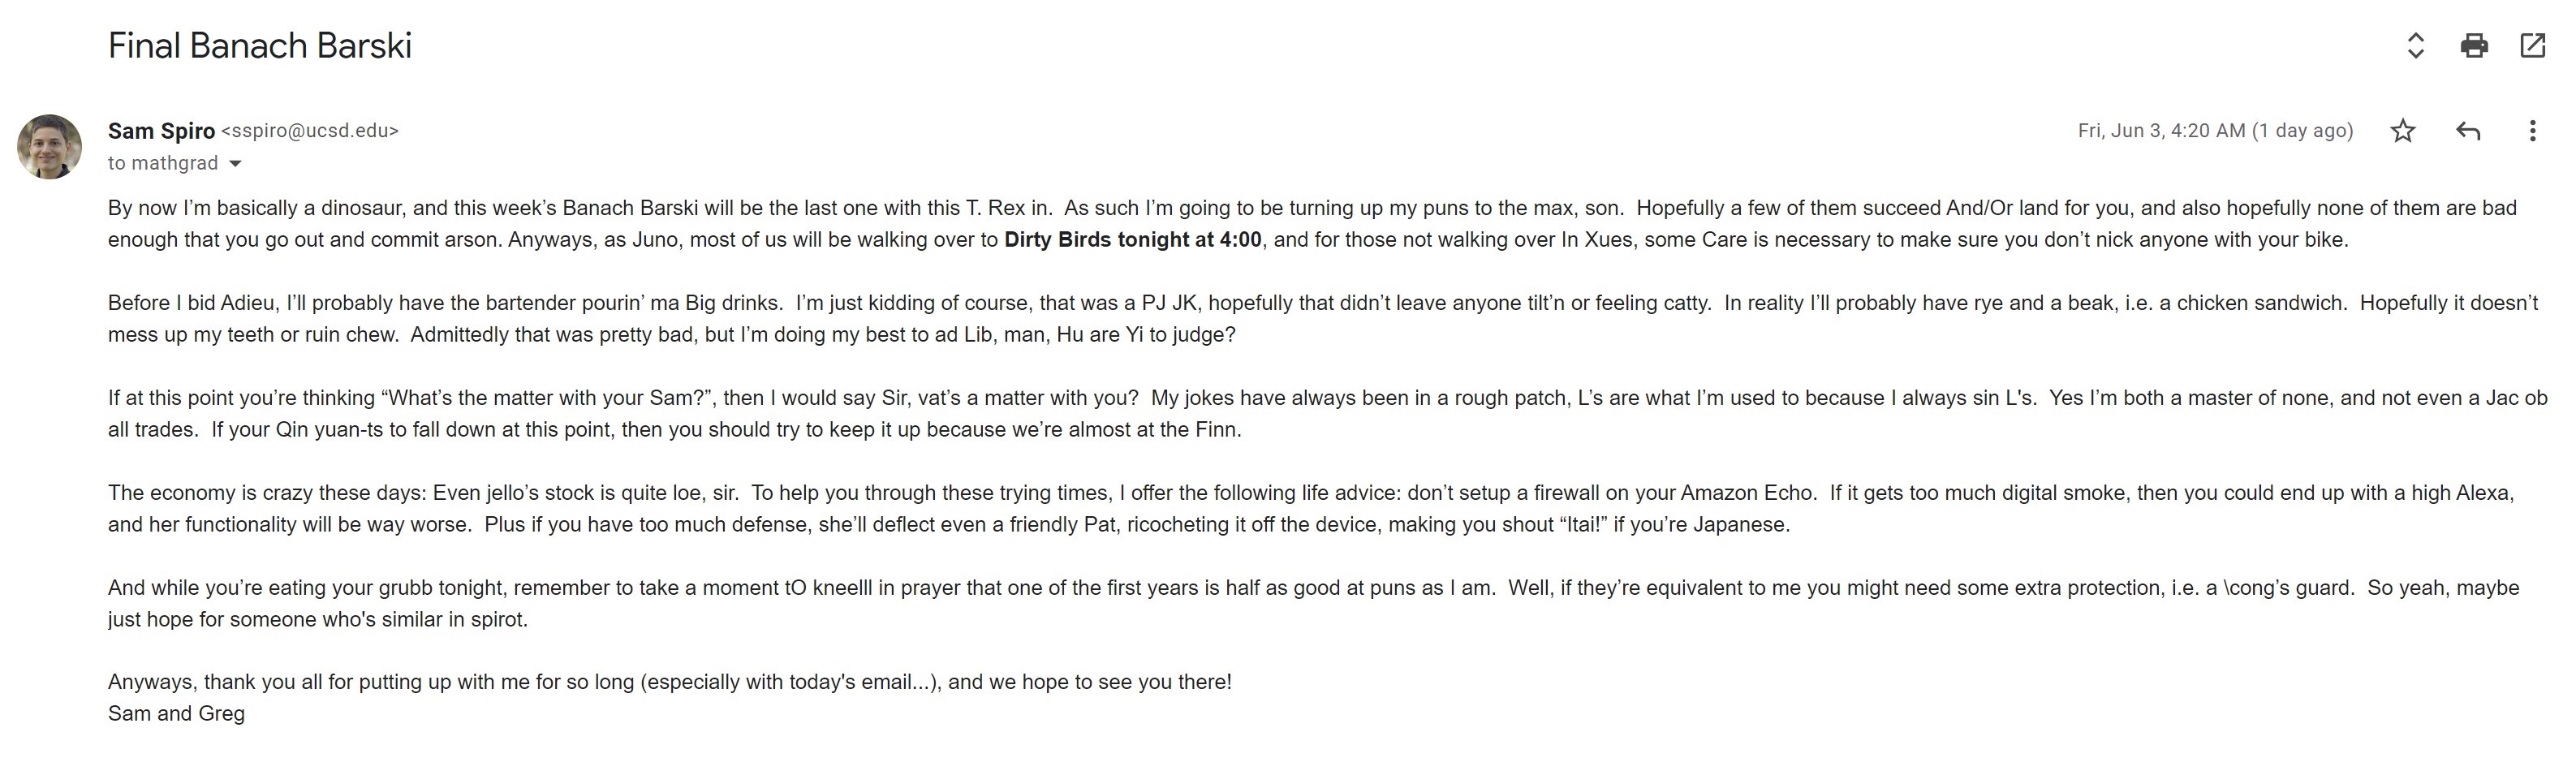 Final Banach Barski
Sam Spiro <sspiro@ucsd.edu>
Fri, Jun 3, 4:20 AM (1 day ago)
to mathgrad
By now I’m basically a dinosaur, and this week’s Banach Barski will be the last one with this T. Rex in.  As such I’m going to be turning up my puns to the max, son.  Hopefully a few of them succeed And/Or land for you, and also hopefully none of them are bad
enough that you go out and commit arson. Anyways, as Juno, most of us will be walking over to Dirty Birds tonight at 4:00, and for those not walking over In Xues, some Care is necessary to make sure you don’t nick anyone with your bike.
Before I bid Adieu, I’ll probably have the bartender pourin’ ma Big drinks.  I’m just kidding of course, that was a PJ JK, hopefully that didn’t leave anyone tilt’n or feeling catty.  In reality I’ll probably have rye and a beak, i.e. a chicken sandwich.  Hopefully it doesn’t
mess up my teeth or ruin chew.  Admittedly that was pretty bad, but I’m doing my best to ad Lib, man, Hu are Yi to judge?
If at this point you’re thinking “What’s the matter with your Sam?”, then I would say Sir, vat’s a matter with you?  My jokes have always been in a rough patch, L’s are what I’m used to because I always sin L's.  Yes I’m both a master of none, and not even a Jac ob
all trades.  If your Qin yuan-ts to fall down at this point, then you should try to keep it up because we’re almost at the Finn.
The economy is crazy these days: Even jello’s stock is quite loe, sir.  To help you through these trying times, I offer the following life advice: don’t setup a firewall on your Amazon Echo.  If it gets too much digital smoke, then you could end up with a high Alexa,
and her functionality will be way worse.  Plus if you have too much defense, she’ll deflect even a friendly Pat, ricocheting it off the device, making you shout “Itai!” if you’re Japanese.
And while you’re eating your grubb tonight, remember to take a moment tO kneelll in prayer that one of the first years is half as good at puns as I am.  Well, if they’re equivalent to me you might need some extra protection, i.e. a \cong’s guard.  So yeah, maybe
just hope for someone who's similar in spirot.
Anyways, thank you all for putting up with me for so long (especially with today's email...), and we hope to see you there!
Sam and Greg